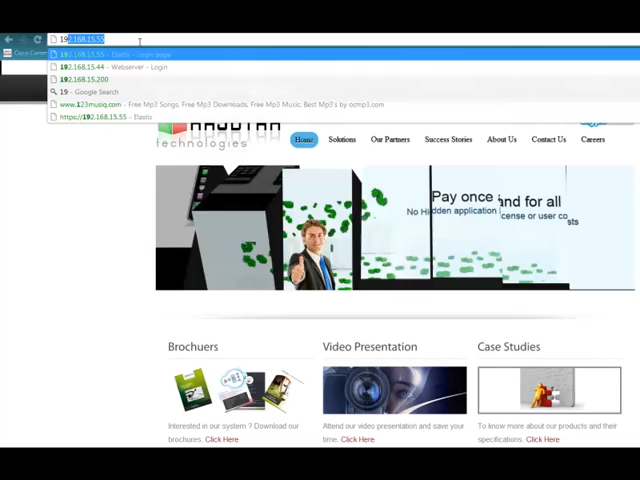 192.168.15.55
192.168.15.55 - Elastix - Login page
192.168.15.44 - Webserver - Login
192.168.15.200
19 - Google Search
www.123musiq.com - Free Mp3 Songs, Free Mp3 Downloads, Free Mp3 Music, Best Mp3's by ocmp3.com
https://192.168.15.55 - Elastix
technologies
Home Solutions Our Partners Success Stories About Us Contact Us Careers
Pay once and for all
No Hidden application license or user costs
Brochuers Video Presentation Case Studies
Interested in our system ? Download our brochures. Click Here
Attend our video presentation and save your time. Click Here
To know more about our products and their specifications. Click Here